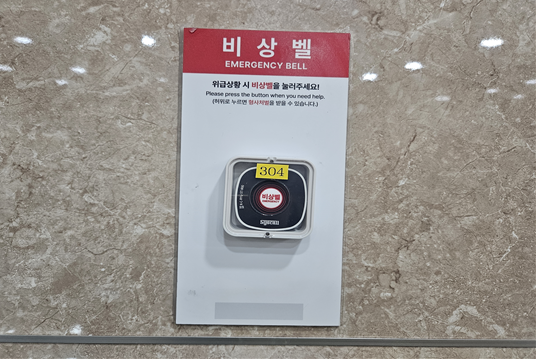 비상벨
EMERGENCY BELL
위급상황 시 비상벨을 눌러주세요!
Please press the button when you need help.
(허위로 누르면 형사처벌을 받을 수 있습니다.)
304
비상벨
EMERGENCY